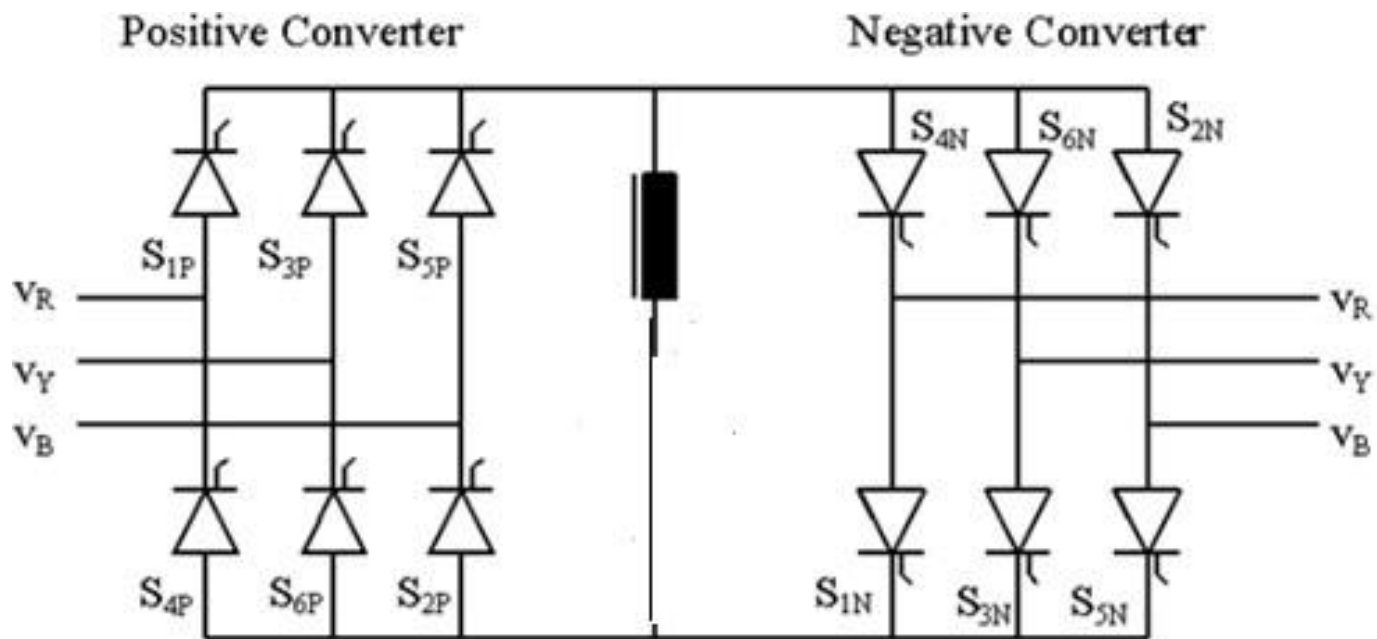 Positive Converter
Negative Converter
S4N S6N S2N
S1P S3P S5P
vR vR
vY vY
vB vB
S4P S6P S2P
S1N S3N S5N